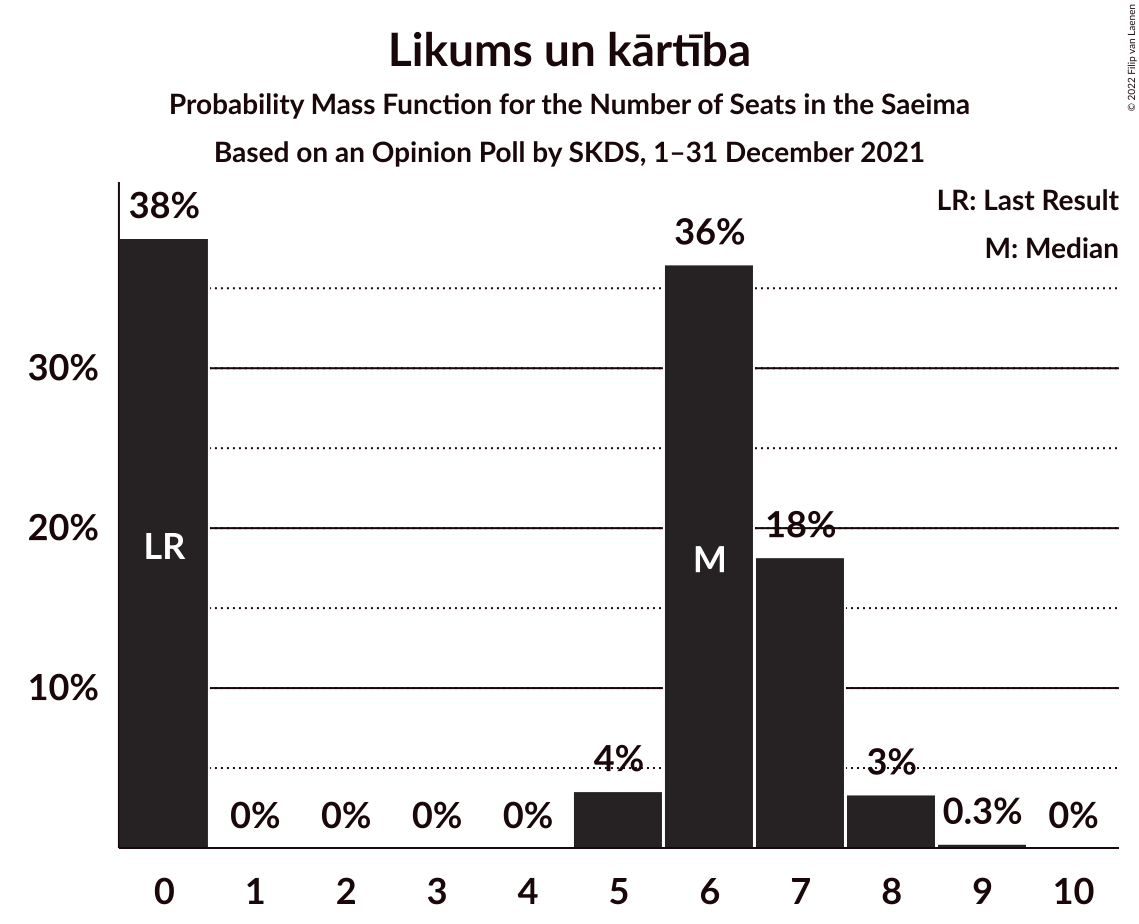 Likums un kārtība
Probability Mass Function for the Number of Seats in the Saeima
Based on an Opinion Poll by SKDS, 1–31 December 2021
© 2022 Filip van Laenen
LR: Last Result
M: Median
38%
36%
30%
20%
18%
LR
M
10%
4%
3%
0%
0%
0%
0%
0.3%
0%
0 1 2 3 4 5 6 7 8 9 10